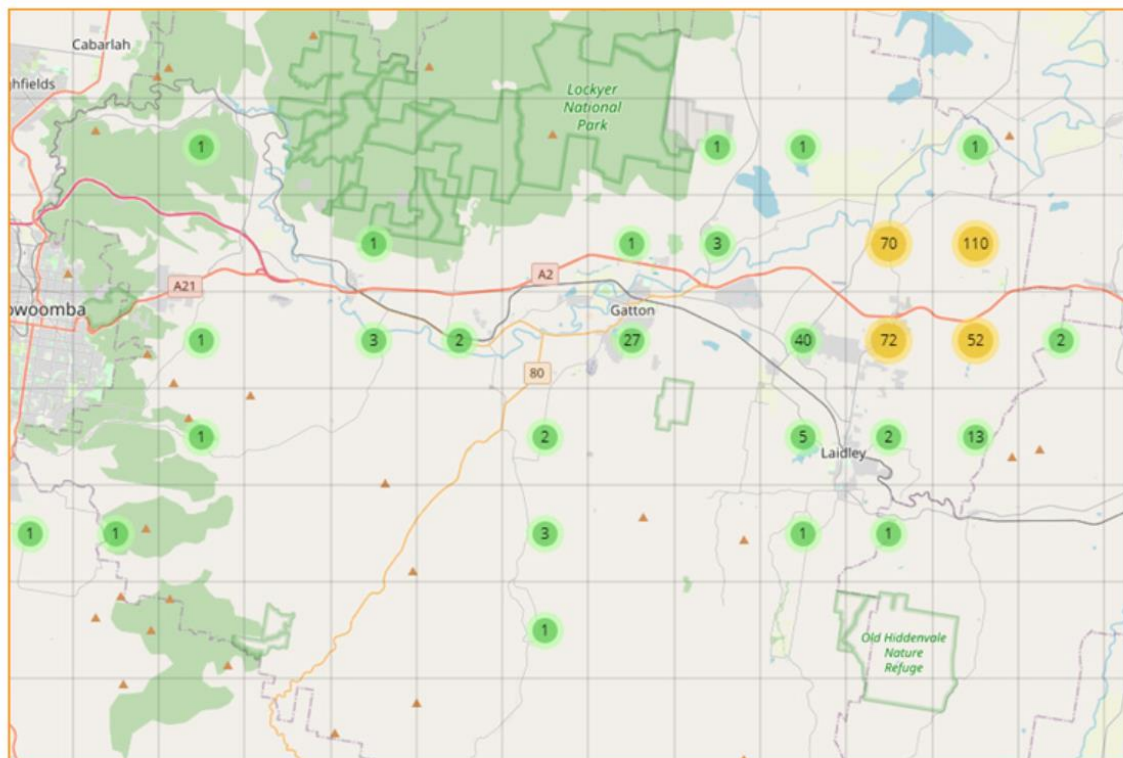 Cabarlah
ghfields
Lockyer
National
Park
1
1
1
1
1
1
3
70
110
A21
A2
owoomba
Gatton
1
3
2
27
40
72
52
2
80
1
2
5
2
13
Laidley
1
1
3
1
1
1
Old Hiddenvale
Nature
Refuge